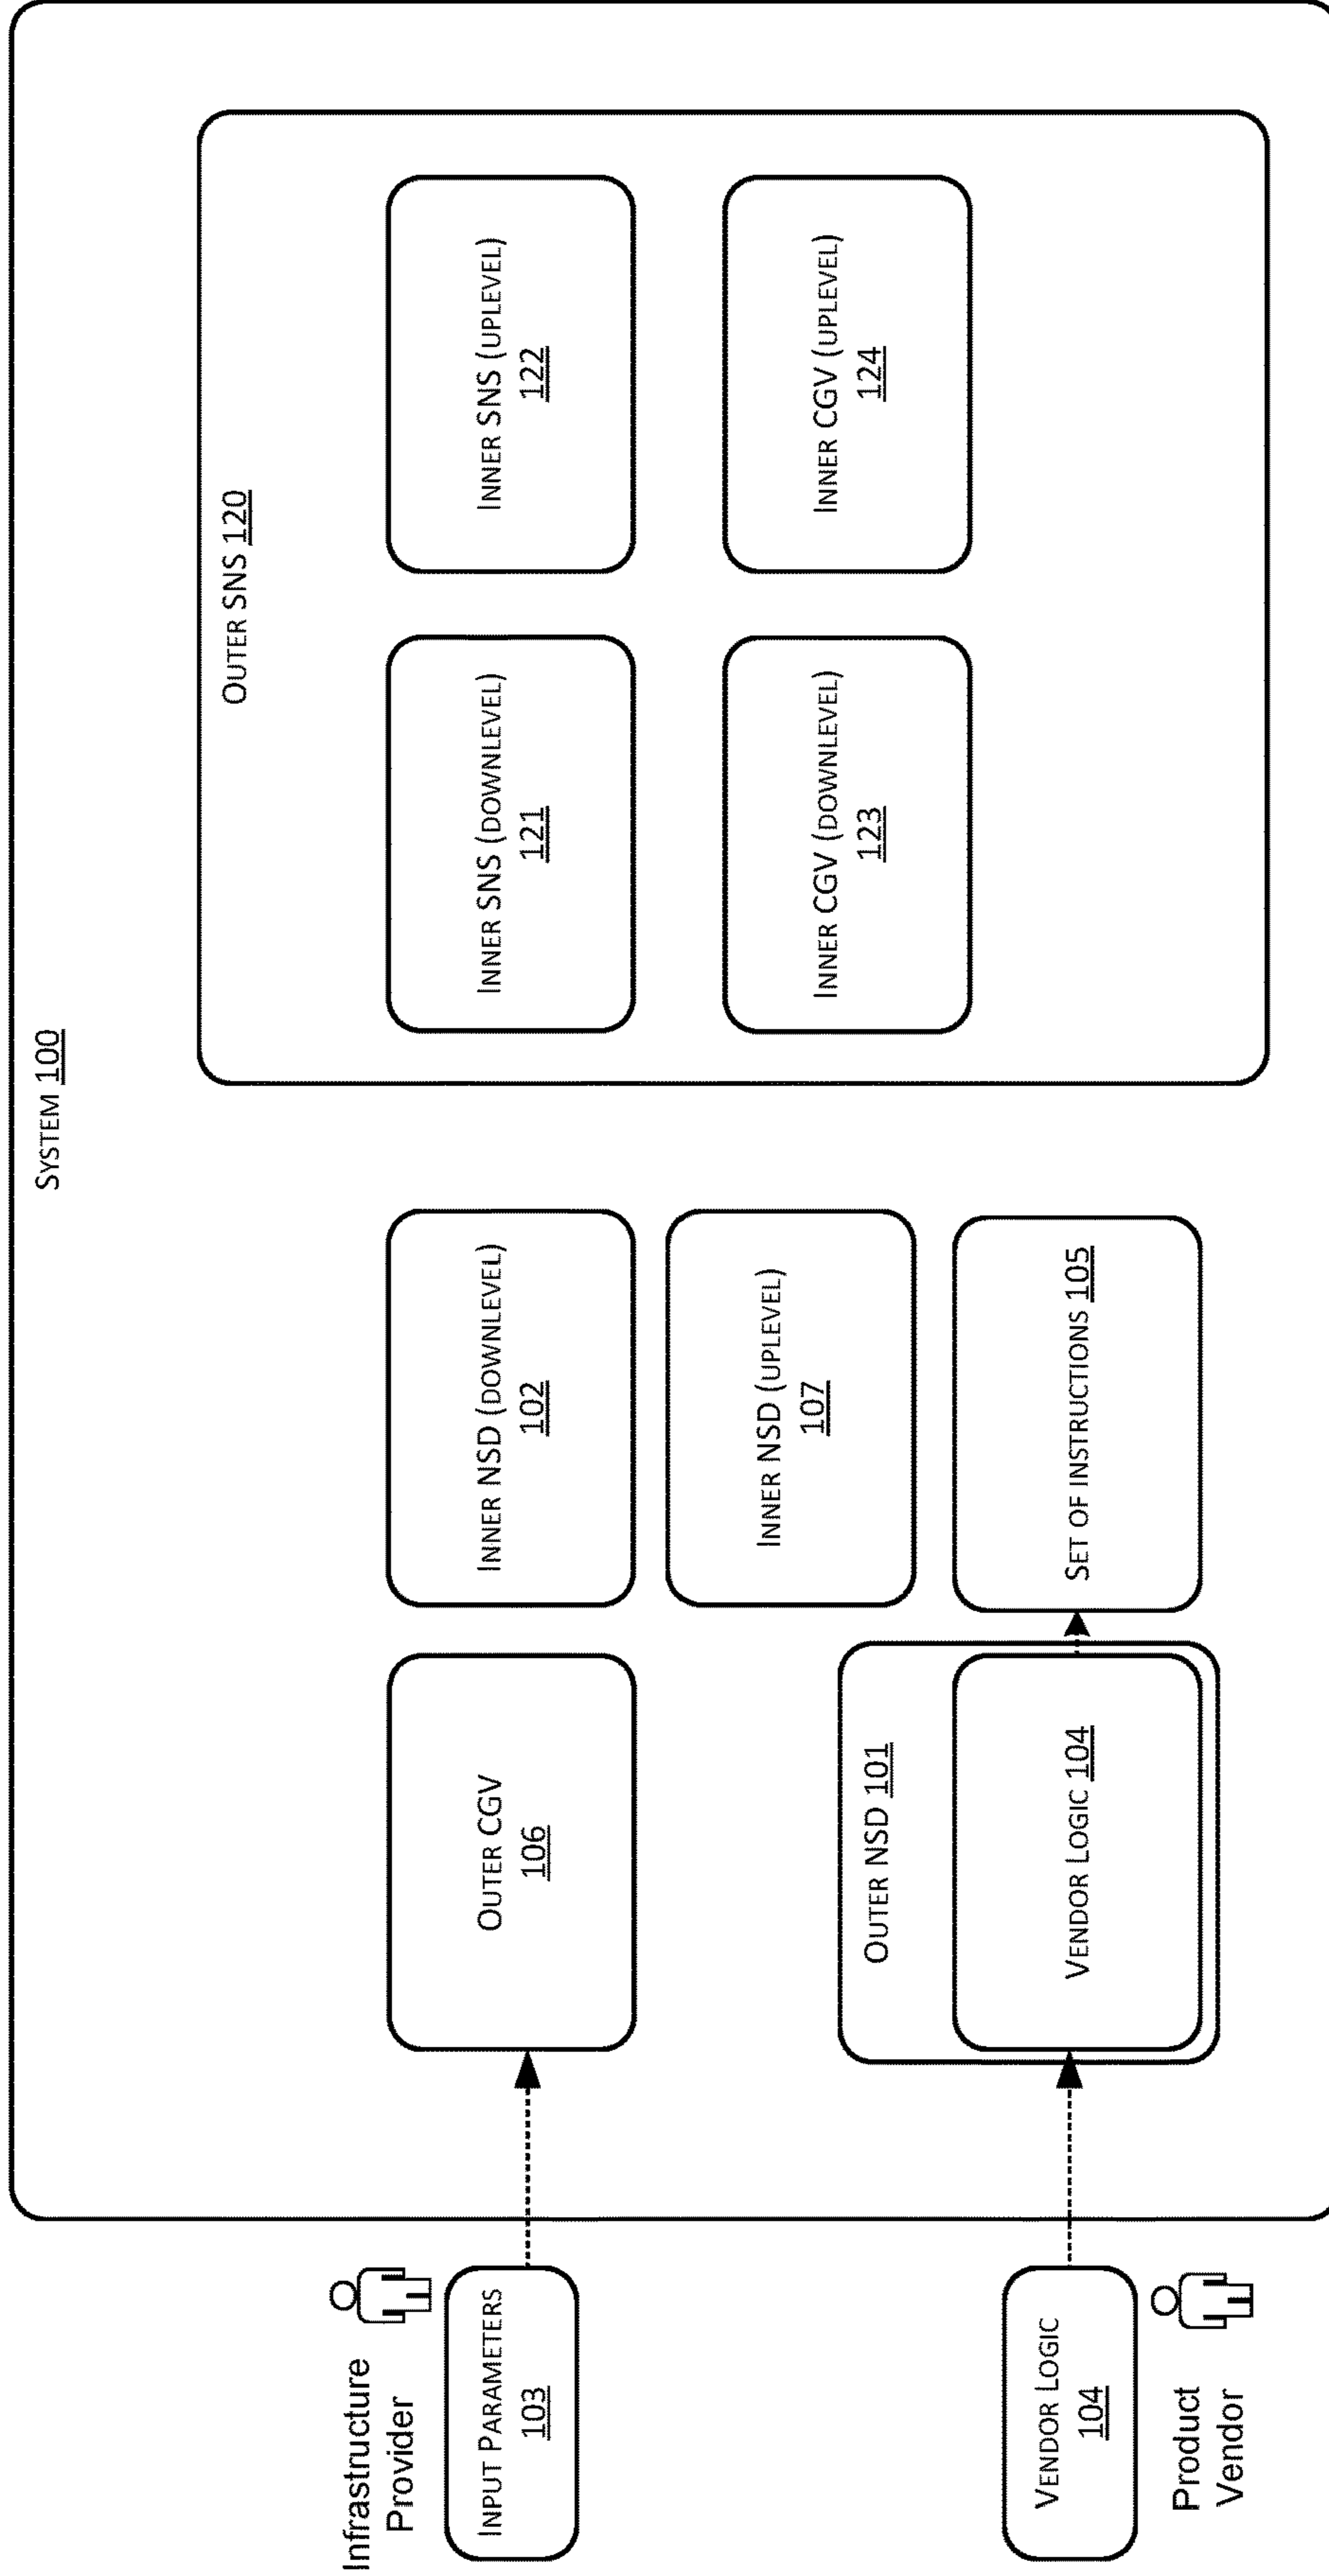 SYSTEM 100
Infrastructure
Provider
INPUT PARAMETERS
103
OUTER CGV
106
INNER NSD (DOWNLEVEL)
102
INNER NSD (UPLEVEL)
107
OUTER SNS 120
INNER SNS (DOWNLEVEL)
121
INNER SNS (UPLEVEL)
122
INNER CGV (DOWNLEVEL)
123
INNER CGV (UPLEVEL)
124
OUTER NSD 101
VENDOR LOGIC 104
SET OF INSTRUCTIONS 105
VENDOR LOGIC
104
Product
Vendor